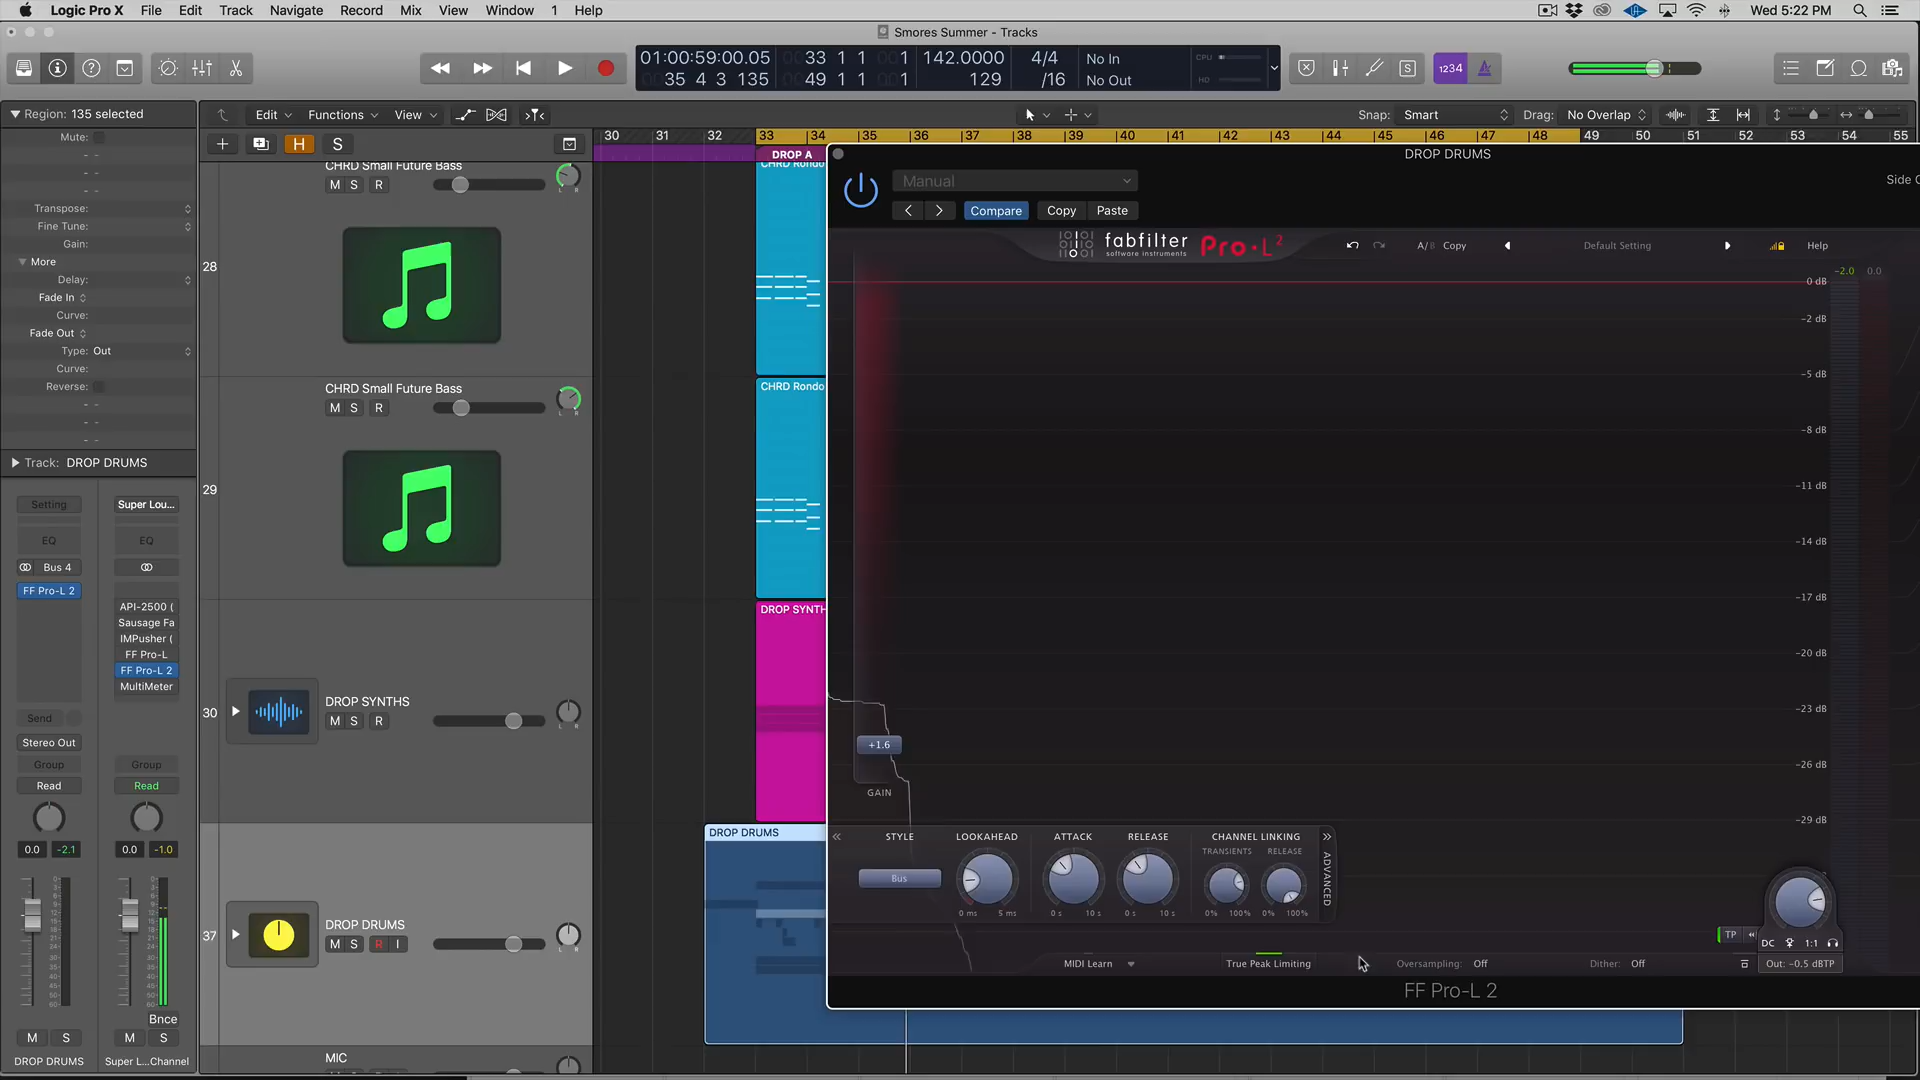 Logic Pro X File Edit Track Navigate Record Mix View Window 1 Help
Wed 5:22 PM
Smores Summer - Tracks
01:00:59:00.05 33 1 1 1 142.0000 4/4 No In
35 4 3 135 49 1 1 1 129 /16 No Out
CPU
HD
1234
Region: 135 selected
Edit Functions View
Snap: Smart Drag: No Overlap
Mute:
30 31 32 33 34 35 36 37 38 39 40 41 42 43 44 45 46 47 48 49 50 51 52 53 54 55
H S
DROP A
DROP DRUMS
CHRD Small Future Bass
CHRD Rondo
M S R
L R
Manual
Side C
Compare Copy Paste
Transpose:
Fine Tune:
Gain:
More
Delay:
Fade In
Curve:
Fade Out
Type: Out
Curve:
Reverse:
fabfilter
software instruments
Pro·L²
A/B Copy Default Setting Help
-2.0 0.0
0 dB
-2 dB
-5 dB
-8 dB
-11 dB
-14 dB
-17 dB
-20 dB
-23 dB
-26 dB
-29 dB
28
CHRD Small Future Bass
CHRD Rondo
M S R
29
Track: DROP DRUMS
Setting Super Lou...
EQ EQ
Bus 4
FF Pro-L 2
API-2500 (
Sausage Fa
IMPusher (
FF Pro-L
FF Pro-L 2
MultiMeter
Send
Stereo Out
Group Group
Read Read
0.0 -2.1 0.0 -1.0
Bnce
M S M S
DROP DRUMS Super L...Channel
DROP SYNTH
30
DROP SYNTHS
M S R
L R
+1.6
GAIN
DROP DRUMS
37
DROP DRUMS
M S R I
L R
MIC
STYLE LOOKAHEAD ATTACK RELEASE CHANNEL LINKING
TRANSIENTS RELEASE
Bus
0 ms 5 ms 0 s 10 s 0 s 10 s 0% 100% 0% 100%
ADVANCED
TP
DC 1:1
MIDI Learn True Peak Limiting Oversampling: Off Dither: Off Out: -0.5 dBTP
FF Pro-L 2